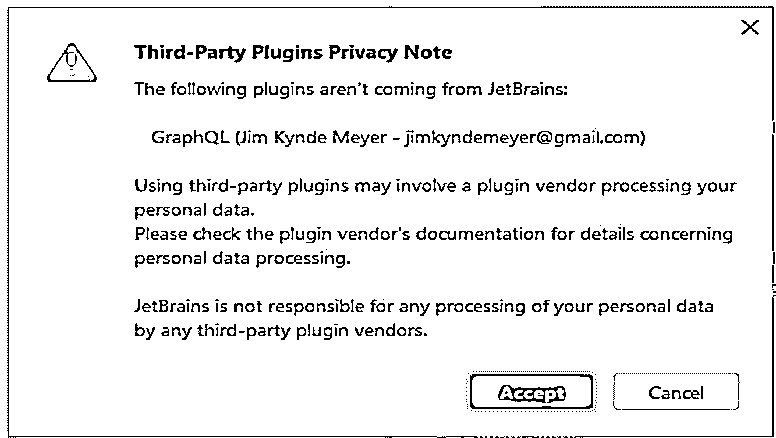 Third-Party Plugins Privacy Note
The following plugins aren't coming from JetBrains:
GraphQL (Jim Kynde Meyer - jimkyndemeyer@gmail.com)
Using third-party plugins may involve a plugin vendor processing your
personal data.
Please check the plugin vendor's documentation for details concerning
personal data processing.
JetBrains is not responsible for any processing of your personal data
by any third-party plugin vendors.
Accept
Cancel